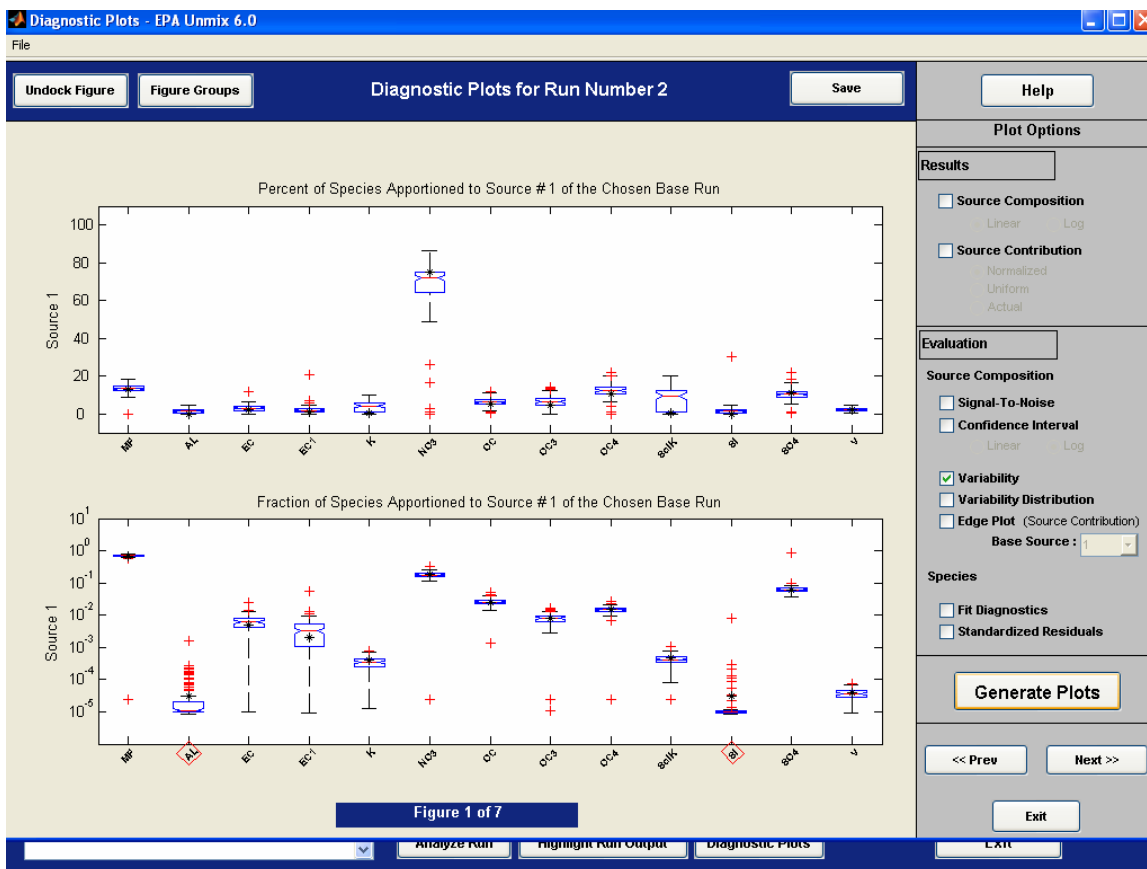 Diagnostic Plots - EPA Unmix 6.0
File
Undock Figure
Figure Groups
Diagnostic Plots for Run Number 2
Save
Help
Plot Options
Results
Source Composition
Linear Log
Source Contribution
Normalized
Uniform
Actual
Evaluation
Source Composition
Signal-To-Noise
Confidence Interval
Linear Log
Variability
Variability Distribution
Edge Plot (Source Contribution)
Base Source : 1
Species
Fit Diagnostics
Standardized Residuals
Generate Plots
<< Prev Next >>
Exit
Percent of Species Apportioned to Source # 1 of the Chosen Base Run
100
80
60
40
20
0
Source 1
MF AL EC EC1 K NO3 OC OC3 OC4 SolK SI SO4 V
Fraction of Species Apportioned to Source # 1 of the Chosen Base Run
10^1
10^0
10^-1
10^-2
10^-3
10^-4
10^-5
Source 1
MF AL EC EC1 K NO3 OC OC3 OC4 SolK SI SO4 V
Figure 1 of 7
Analyze Run Highlight Run Output Diagnostic Plots Exit